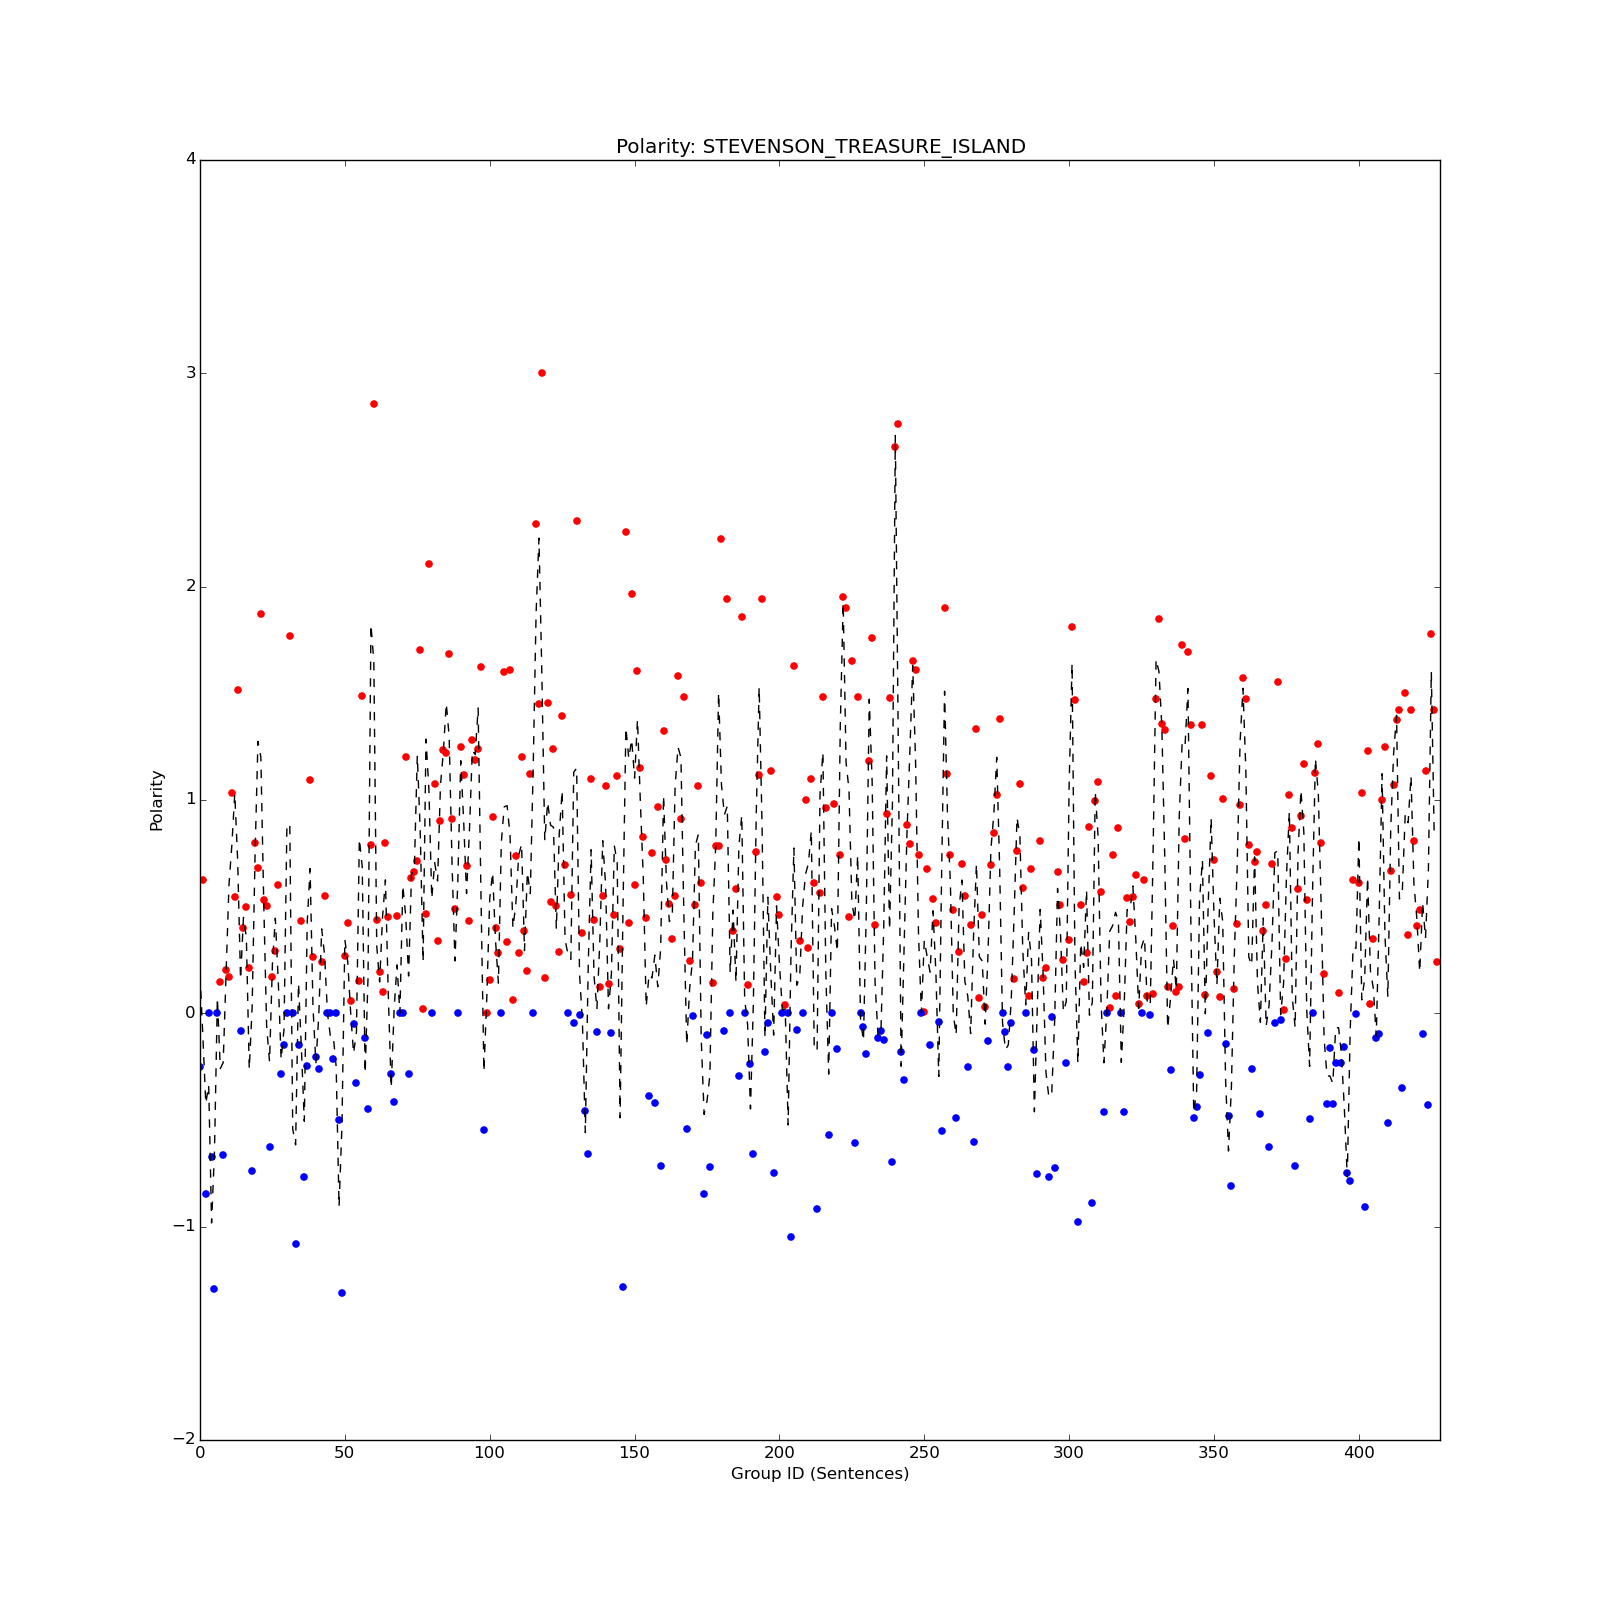 Polarity: STEVENSON_TREASURE_ISLAND
4
3
2
1
0
−1
−2
Polarity
0 50 100 150 200 250 300 350 400
Group ID (Sentences)